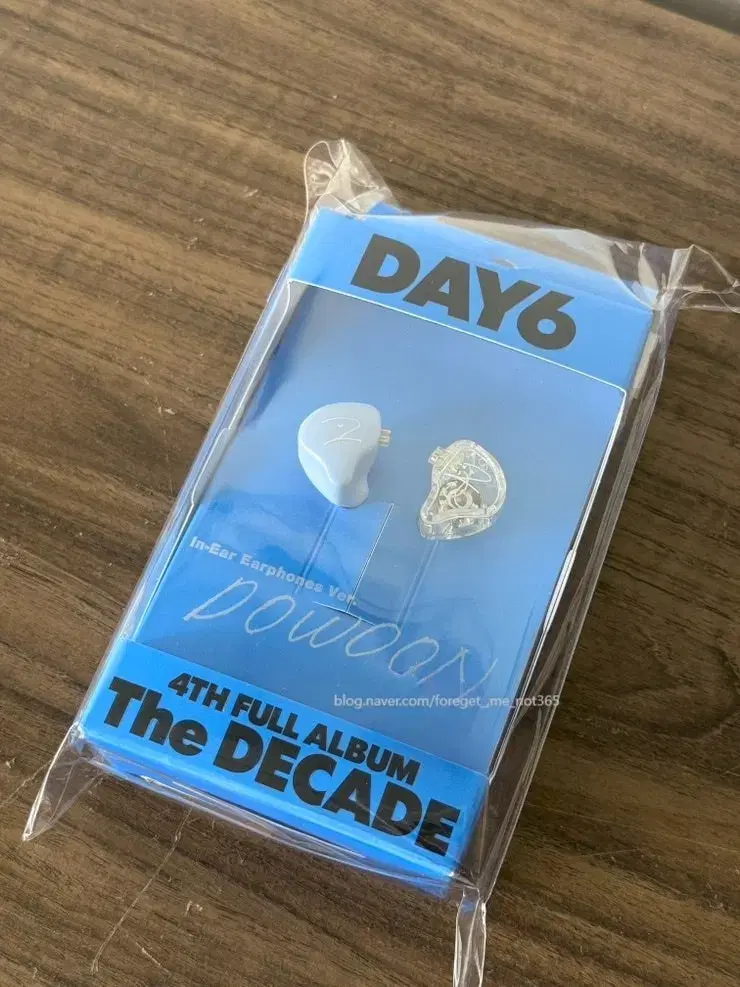 DAY6
In-Ear Earphones Ver.
DOWOON
blog.naver.com/foreget_me_not365
4TH FULL ALBUM
The DECADE